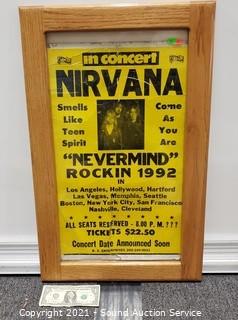 in concert
NIRVANA
Smells Like Teen Spirit
Come As You Are
"NEVERMIND"
ROCKIN 1992
IN
Los Angeles, Hollywood, Hartford
Las Vegas, Memphis, Seattle
Boston, New York City, San Francisco
Nashville, Cleveland
ALL SEATS RESERVED - 8:00 P. M. ???
TICKETS $22.50
Concert Date Announced Soon
Copyright 2021 - Sound Auction Service